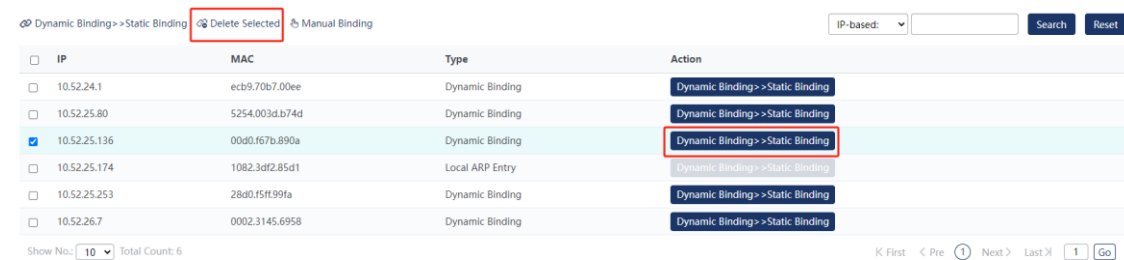 Dynamic Binding>>Static Binding Delete Selected Manual Binding IP-based: Search Reset
IP MAC Type Action
10.52.24.1 ecb9.70b7.00ee Dynamic Binding Dynamic Binding>>Static Binding
10.52.25.80 5254.003d.b74d Dynamic Binding Dynamic Binding>>Static Binding
10.52.25.136 00d0.f67b.890a Dynamic Binding Dynamic Binding>>Static Binding
10.52.25.174 1082.3df2.85d1 Local ARP Entry Dynamic Binding>>Static Binding
10.52.25.253 28d0.f5ff.99fa Dynamic Binding Dynamic Binding>>Static Binding
10.52.26.7 0002.3145.6958 Dynamic Binding Dynamic Binding>>Static Binding
Show No.: 10 Total Count: 6 First Pre 1 Next Last 1 Go